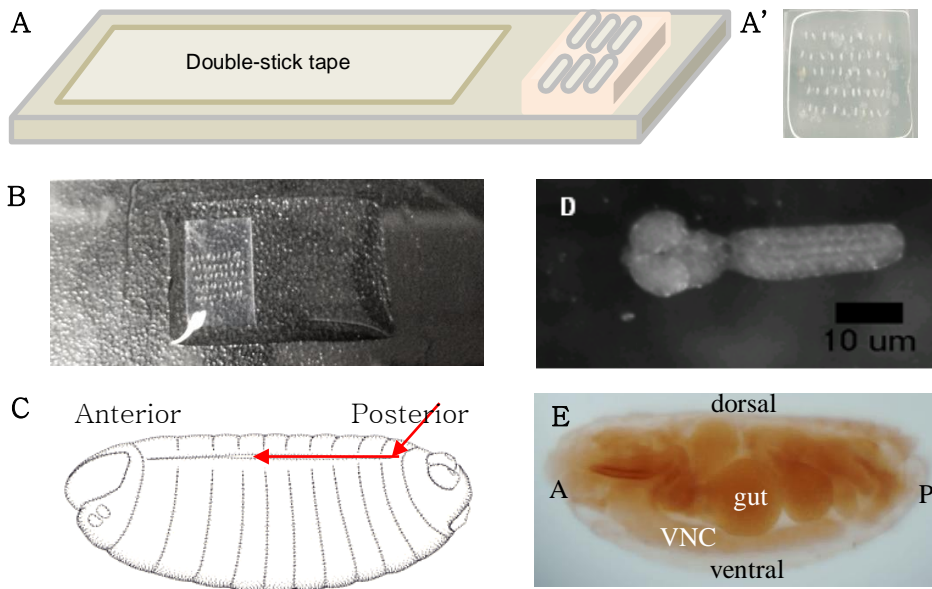 A
Double-stick tape
A’
B
D
10 um
C
Anterior
Posterior
E
dorsal
A
gut
P
VNC
ventral